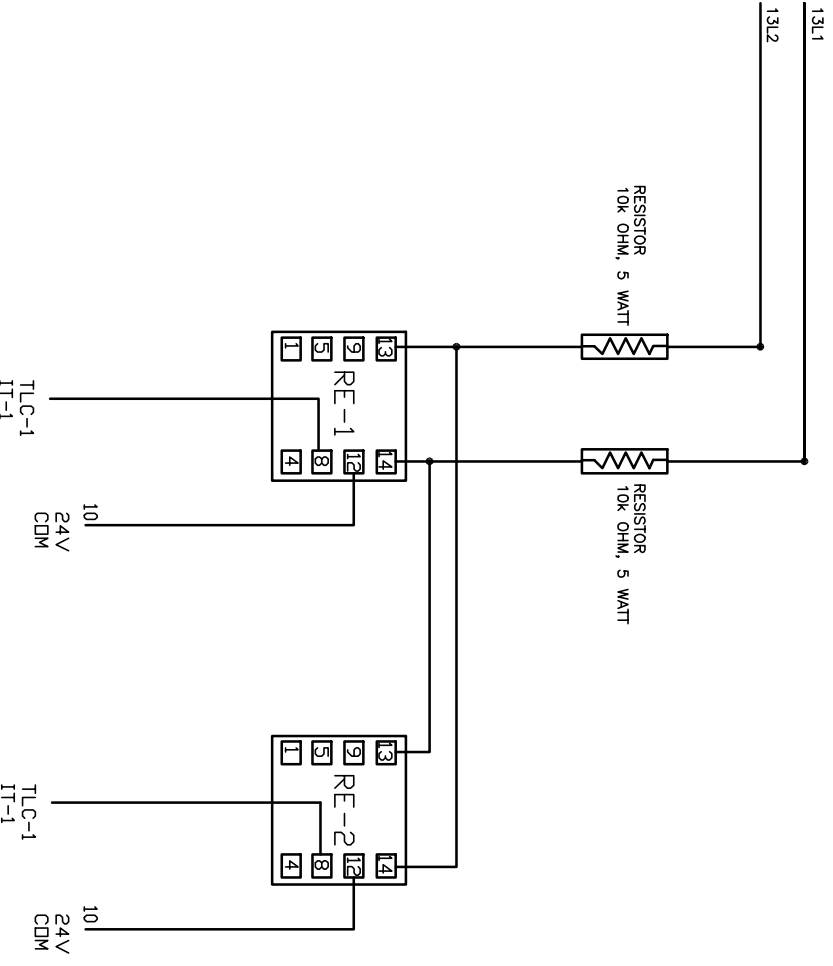 13L1
13L2
RESISTOR
10k OHM, 5 WATT
RESISTOR
10k OHM, 5 WATT
13
9
5
1
RE-1
14
12
8
4
TLC-1
IT-1
10
24V
COM
13
9
5
1
RE-2
14
12
8
4
TLC-1
IT-1
10
24V
COM